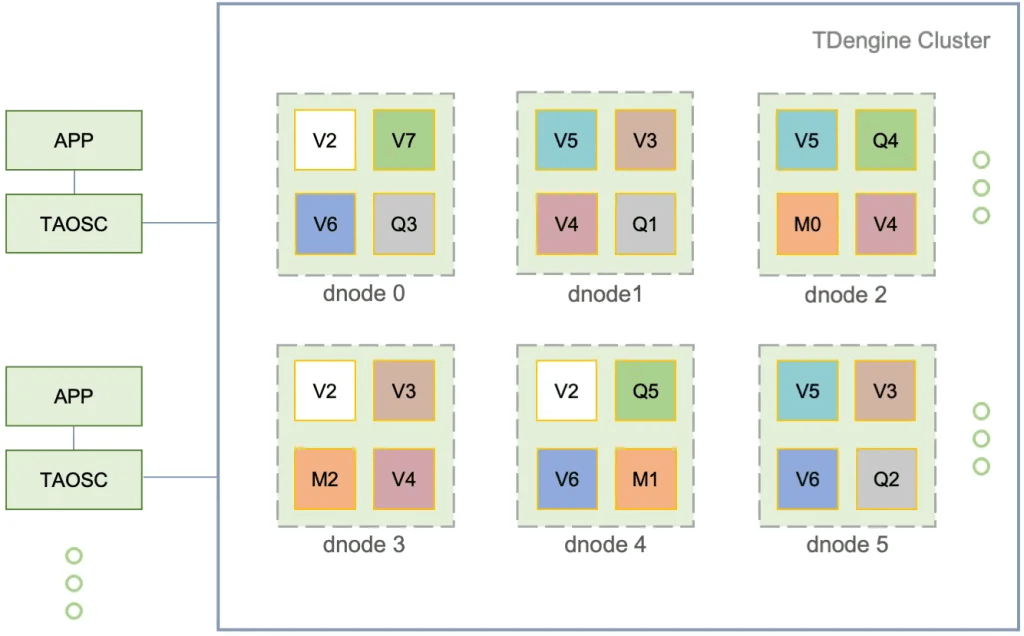 TDengine Cluster
APP
TAOSC
V2 V7
V6 Q3
dnode 0
V5 V3
V4 Q1
dnode1
V5 Q4
M0 V4
dnode 2
APP
TAOSC
V2 V3
M2 V4
dnode 3
V2 Q5
V6 M1
dnode 4
V5 V3
V6 Q2
dnode 5